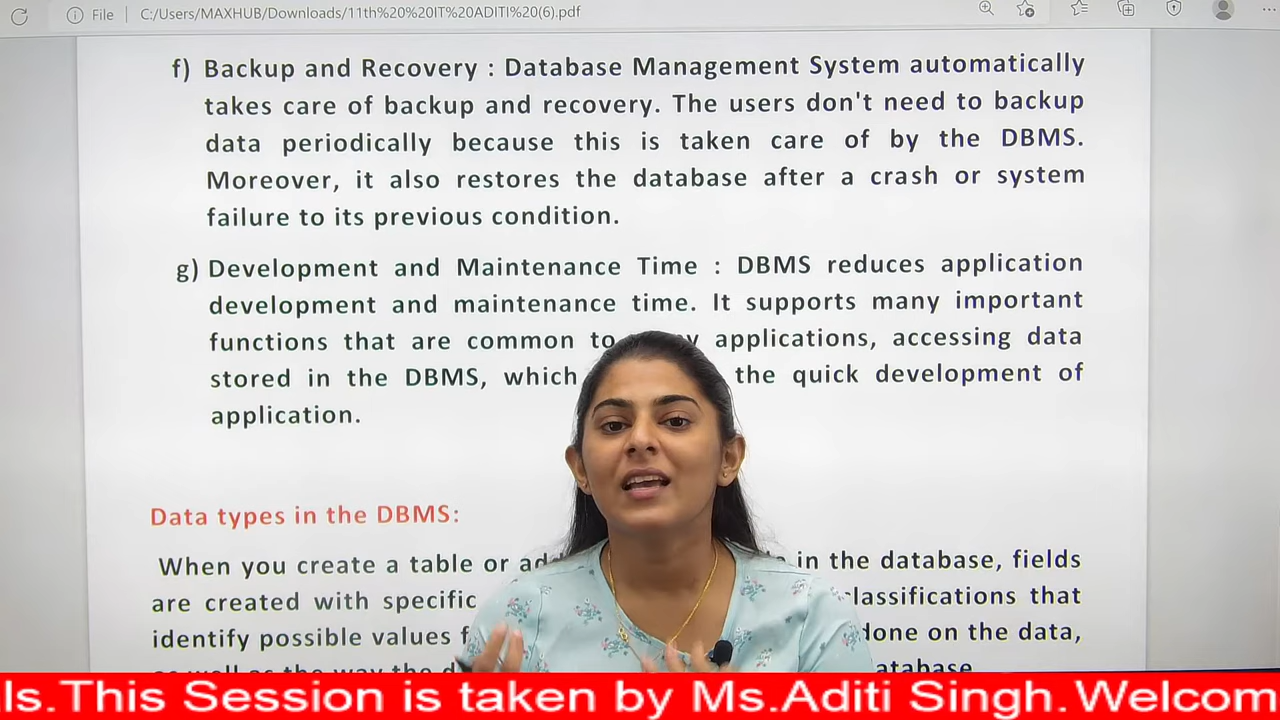 File C:/Users/MAXHUB/Downloads/11th%20%20IT%20ADITI%20(6).pdf
f) Backup and Recovery : Database Management System automatically
takes care of backup and recovery. The users don't need to backup
data periodically because this is taken care of by the DBMS.
Moreover, it also restores the database after a crash or system
failure to its previous condition.
g) Development and Maintenance Time : DBMS reduces application
development and maintenance time. It supports many important
functions that are common to applications, accessing data
stored in the DBMS, which the quick development of
application.
Data types in the DBMS:
When you create a table or in the database, fields
are created with specific classifications that
identify possible values done on the data,
as well as the way the
ls.This Session is taken by Ms.Aditi Singh.Welcom